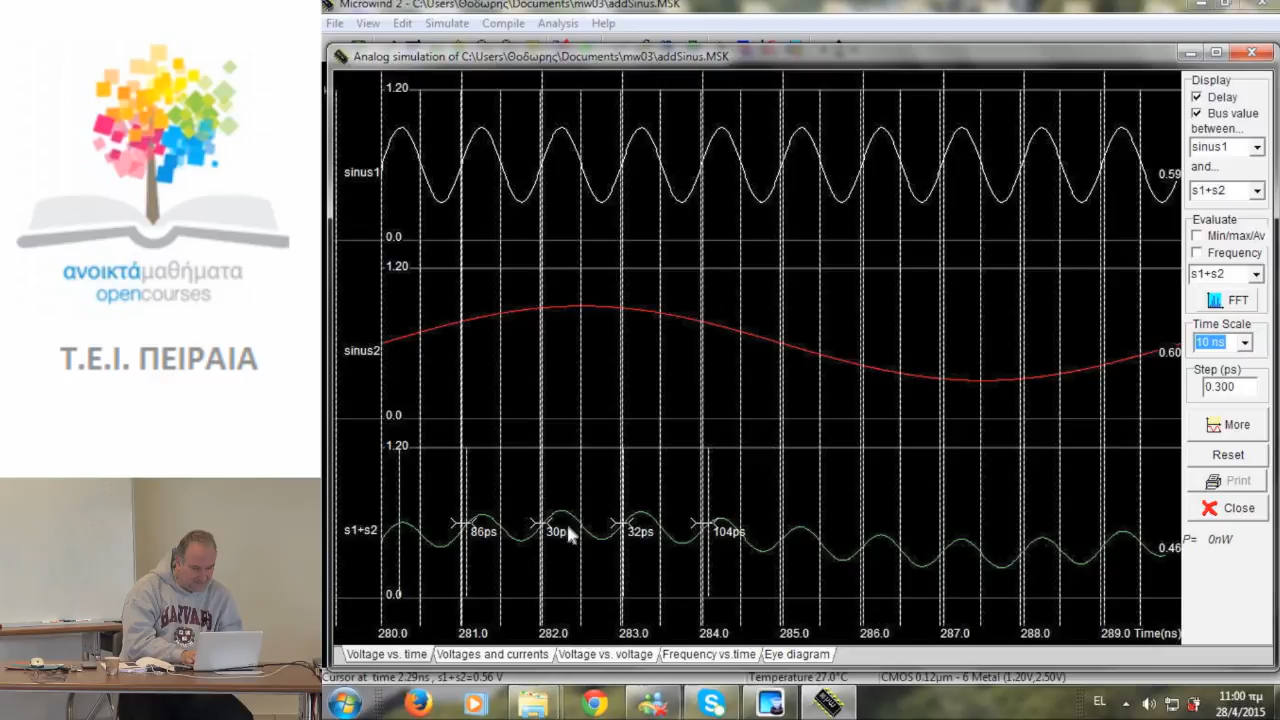 ανοικτάμαθήματα
opencourses
Τ.Ε.Ι. ΠΕΙΡΑΙΑ
HARVARD
Microwind 2 - C:\Users\Θοδωρης\Documents\mw03\addSinus.MSK
File View Edit Simulate Compile Analysis Help
Analog simulation of C:\Users\Θοδωρης\Documents\mw03\addSinus.MSK
1.20
sinus1
0.59
0.0
1.20
sinus2
0.60
0.0
1.20
s1+s2
86ps 30p 32ps 104ps
0.46
0.0
280.0 281.0 282.0 283.0 284.0 285.0 286.0 287.0 288.0 289.0 Time(ns)
Voltage vs. time Voltages and currents Voltage vs. voltage Frequency vs. time Eye diagram
Display
Delay
Bus value
between...
sinus1
and...
s1+s2
Evaluate
Min/max/Av
Frequency
s1+s2
FFT
Time Scale
10 ns
Step (ps)
0.300
More
Reset
Print
Close
P= 0nW
Cursor at time 2.29ns, s1+s2=0.56 V Temperature 27.0°C CMOS 0.12µm - 6 Metal (1.20V,2.50V)
EL 11:00 πμ
28/4/2015